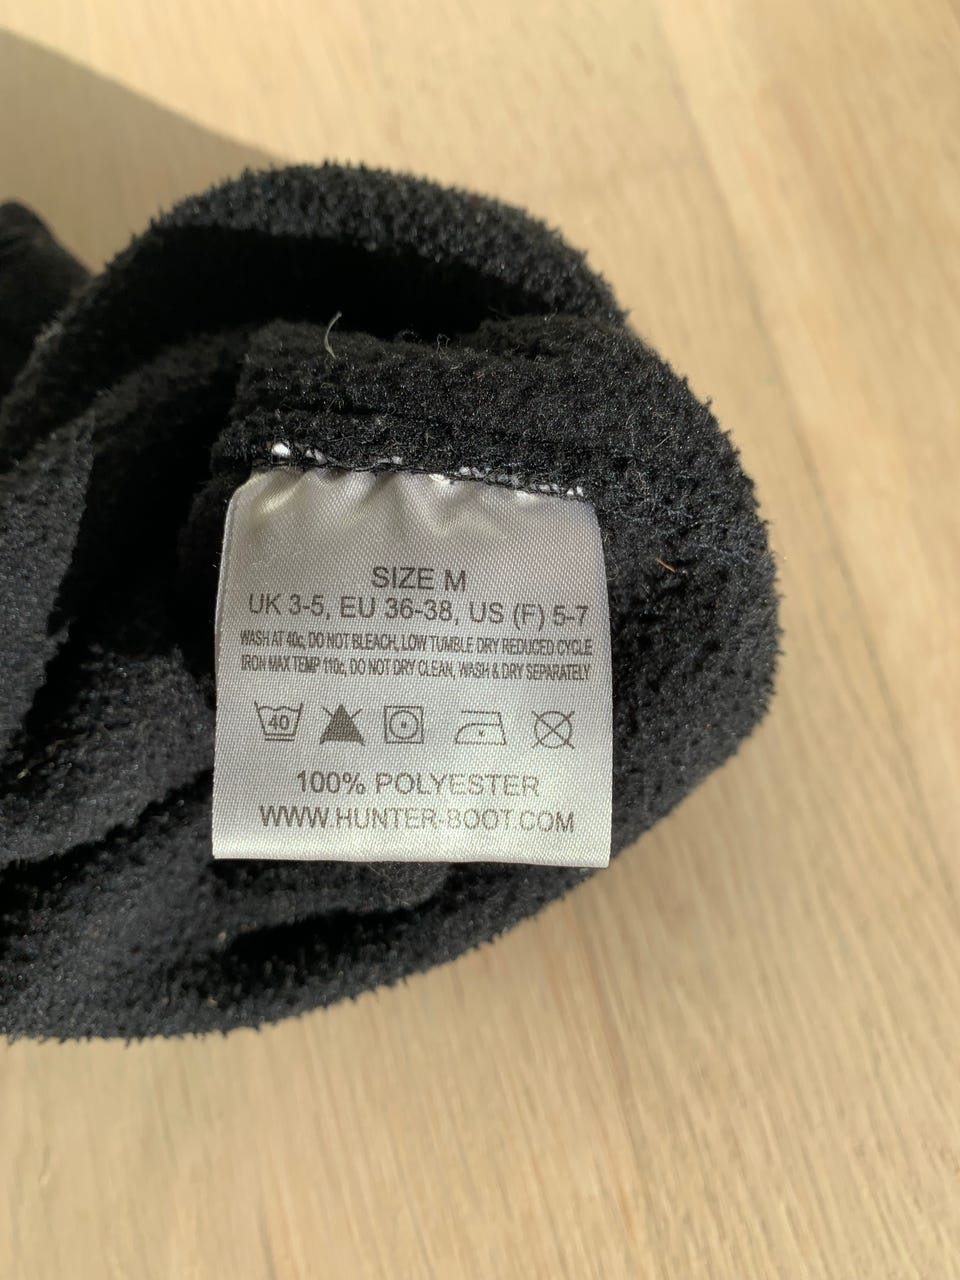 SIZE M
UK 3-5, EU 36-38, US (F) 5-7
WASH AT 40c, DO NOT BLEACH, LOW TUMBLE DRY REDUCED CYCLE
IRON MAX TEMP 110c, DO NOT DRY CLEAN, WASH & DRY SEPARATELY
40
100% POLYESTER
WWW.HUNTER-BOOT.COM